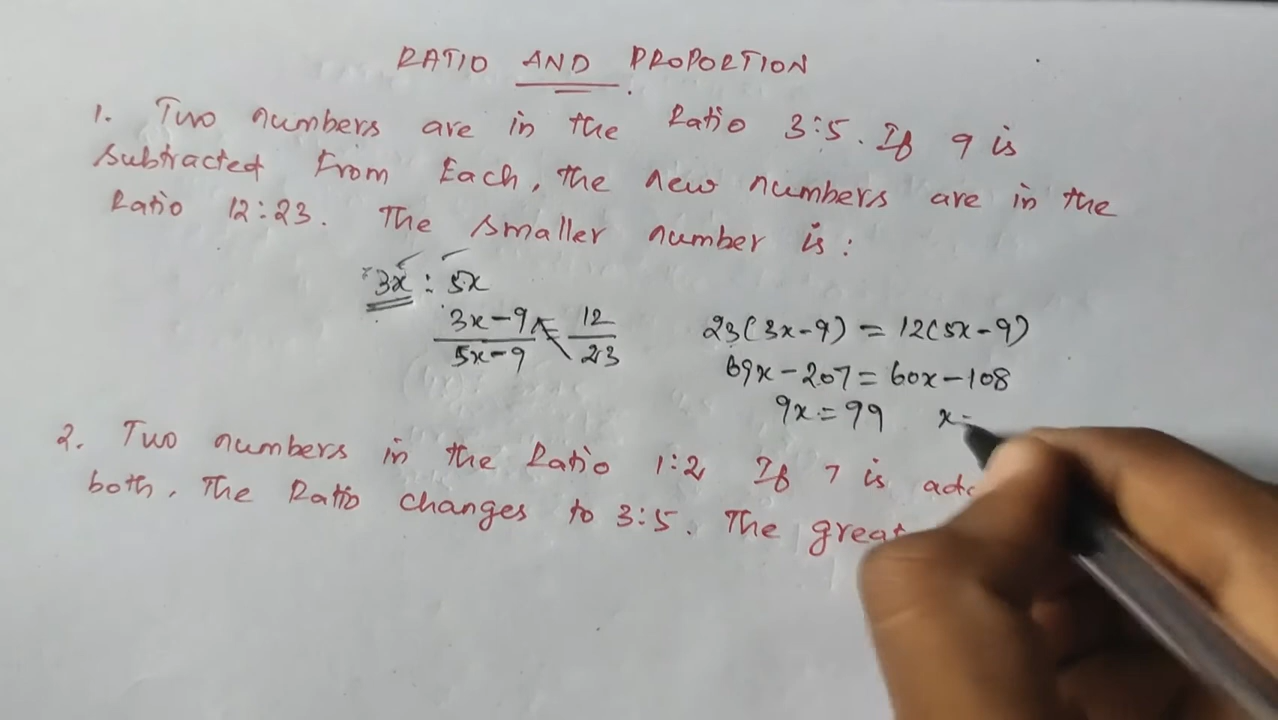 RATIO AND PROPORTION
1. Two numbers are in the Ratio 3:5. If 9 is
subtracted From Each, the new numbers are in the
Ratio 12:23. The smaller number is:
3x : 5x
3x-9 = 12
5x-9 23
23(3x-9) = 12(5x-9)
69x-207 = 60x-108
9x = 99 x=
2. Two numbers in the Ratio 1:2 If 7 is
both, The Ratio changes to 3:5. The